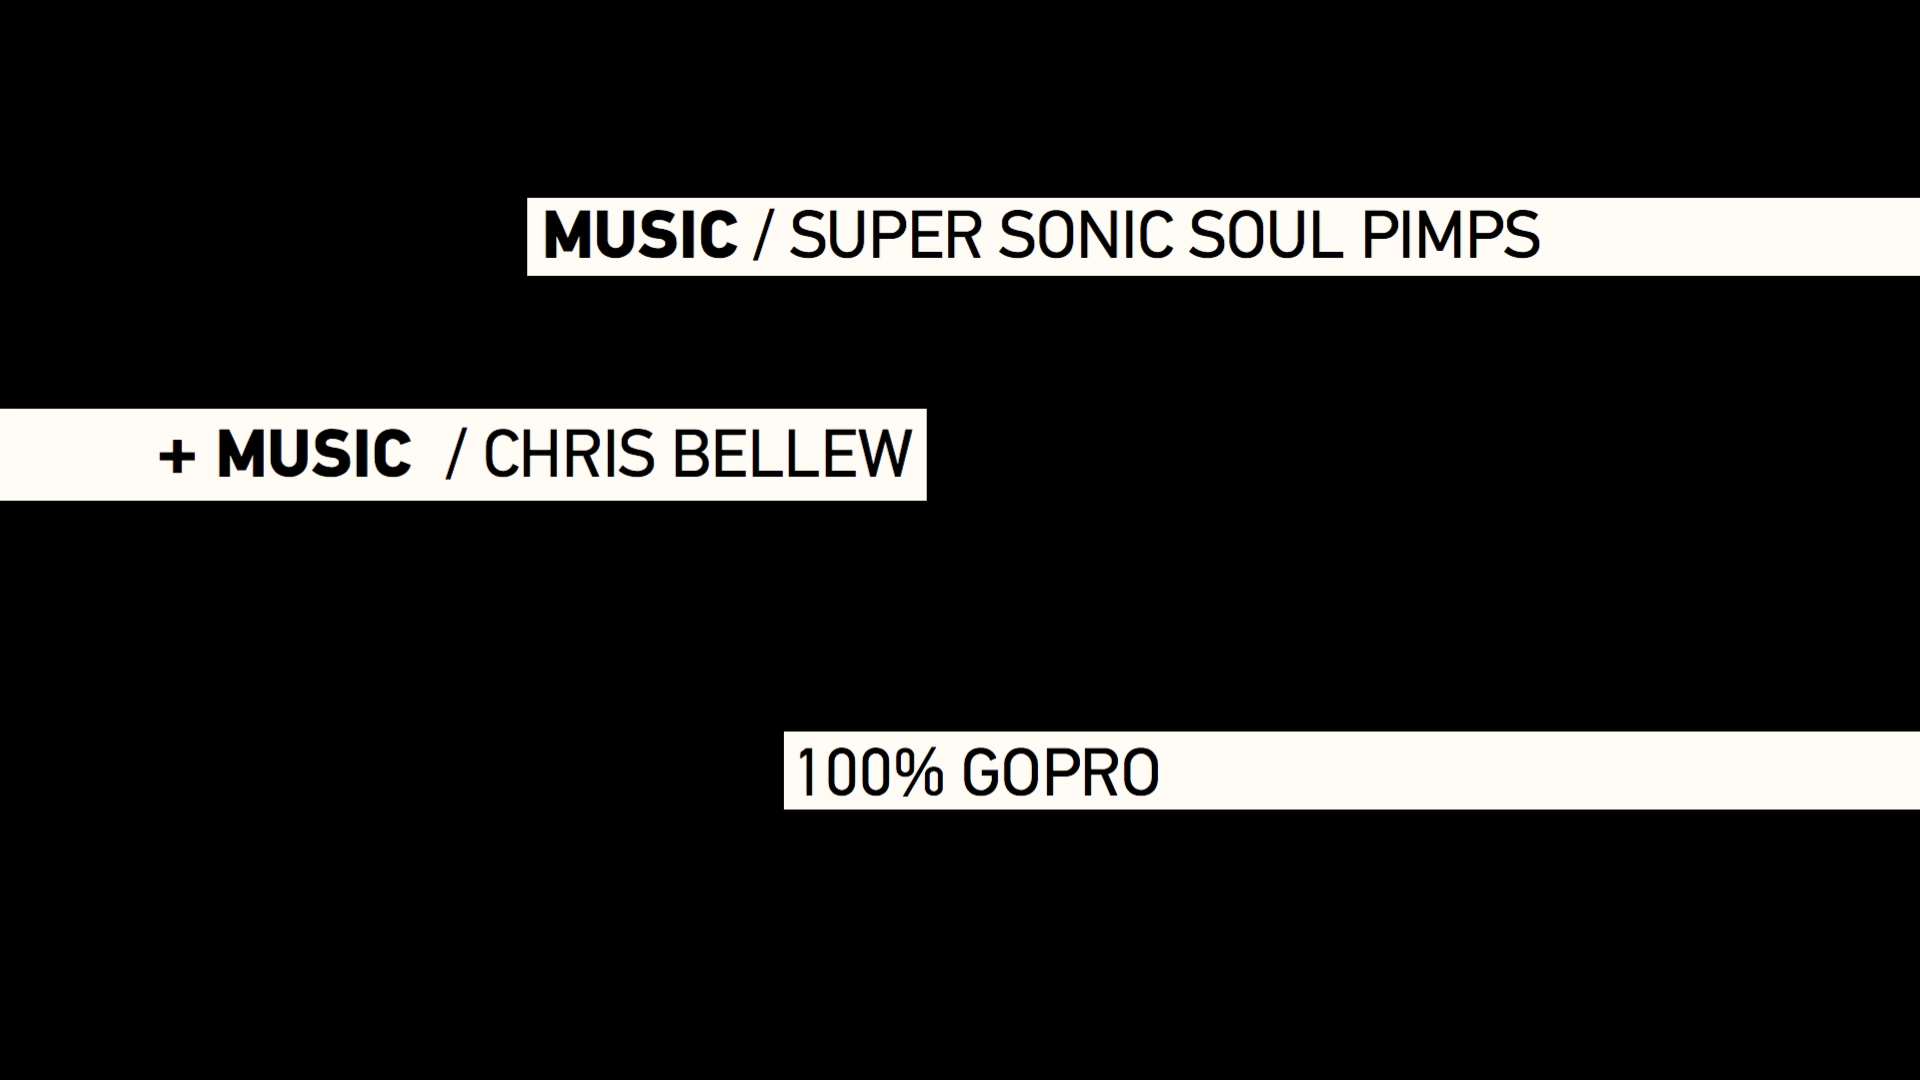 MUSIC / SUPER SONIC SOUL PIMPS
+ MUSIC / CHRIS BELLEW
100% GOPRO